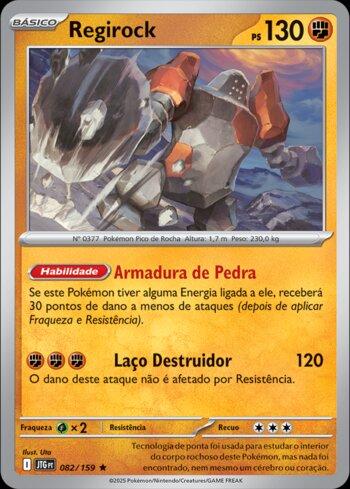 BÁSICO
Regirock
PS 130
Nº 0377 Pokémon Pico de Rocha Altura: 1,7 m Peso: 230,0 kg
Habilidade Armadura de Pedra
Se este Pokémon tiver alguma Energia ligada a ele, receberá
30 pontos de dano a menos de ataques (depois de aplicar
Fraqueza e Resistência).
Laço Destruidor 120
O dano deste ataque não é afetado por Resistência.
Fraqueza × 2 Resistência Recuo
Ilust. Uta
I JTG PT 082/159 ★
Tecnologia de ponta foi usada para estudar o interior
do corpo rochoso deste Pokémon, mas nada foi
encontrado, nem mesmo um cérebro ou coração.
©2025 Pokémon/Nintendo/Creatures/GAME FREAK